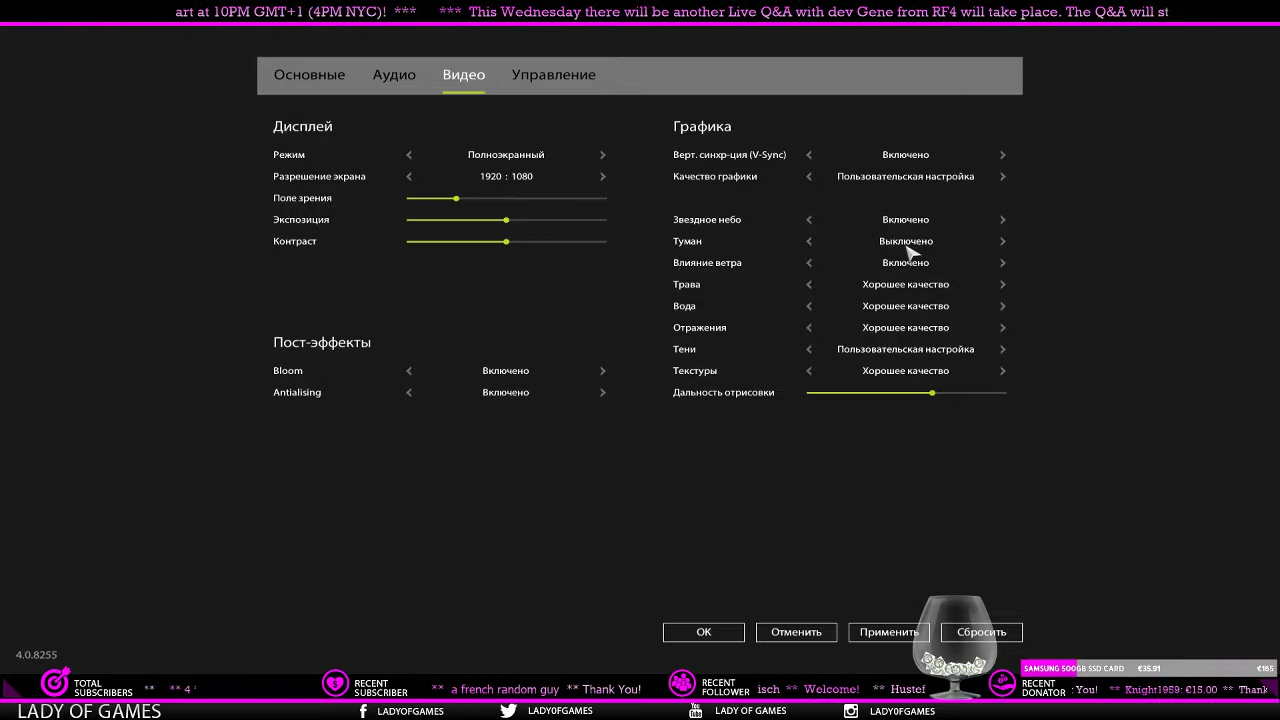 art at 10PM GMT+1 (4PM NYC)! *** *** This Wednesday there will be another Live Q&A with dev Gene from RF4 will take place. The Q&A will st
Основные Аудио Видео Управление
Дисплей
Режим Полноэкранный
Разрешение экрана 1920 : 1080
Поле зрения
Экспозиция
Контраст
Пост-эффекты
Bloom Включено
Antialising Включено
Графика
Верт. синхр-ция (V-Sync) Включено
Качество графики Пользовательская настройка
Звездное небо Включено
Туман Выключено
Влияние ветра Включено
Трава Хорошее качество
Вода Хорошее качество
Отражения Хорошее качество
Тени Пользовательская настройка
Текстуры Хорошее качество
Дальность отрисовки
OK Отменить Применить Сбросить
4.0.8255
SAMSUNG 500GB SSD CARD €35.91 €165
TOTAL SUBSCRIBERS ** 4
RECENT SUBSCRIBER ** a french random guy ** Thank You!
RECENT FOLLOWER isch ** Welcome! ** Hustef
RECENT DONATOR : You! ** Knight1959: €15.00 ** Thank
LADY OF GAMES LADYOFGAMES LADY0FGAMES LADY OF GAMES LADY0FGAMES